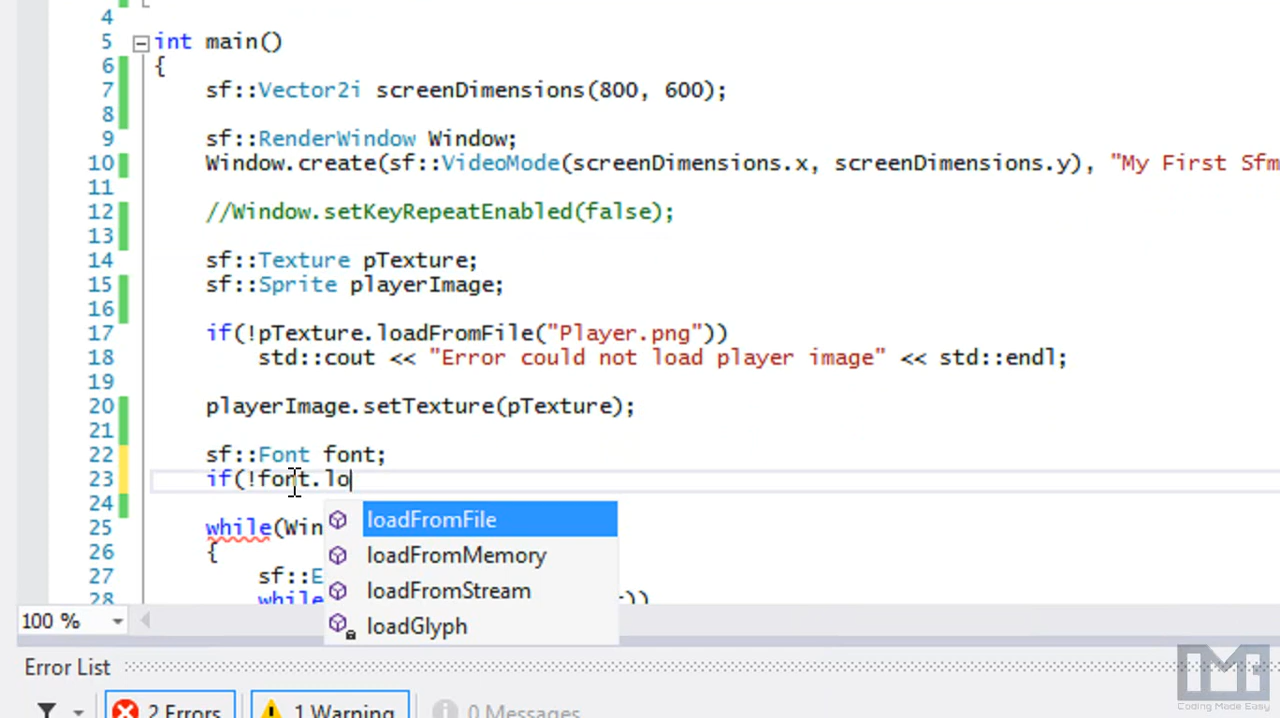 4
5 int main()
6 {
7 sf::Vector2i screenDimensions(800, 600);
8
9 sf::RenderWindow Window;
10 Window.create(sf::VideoMode(screenDimensions.x, screenDimensions.y), "My First Sfm
11
12 //Window.setKeyRepeatEnabled(false);
13
14 sf::Texture pTexture;
15 sf::Sprite playerImage;
16
17 if(!pTexture.loadFromFile("Player.png"))
18 std::cout << "Error could not load player image" << std::endl;
19
20 playerImage.setTexture(pTexture);
21
22 sf::Font font;
23 if(!font.lo
24
loadFromFile
25 while(Win
loadFromMemory
26 {
27 sf::E
loadFromStream
28 while ))
100 %
loadGlyph
Error List
2 Errors 1 Warning 0 Messages
Coding Made Easy